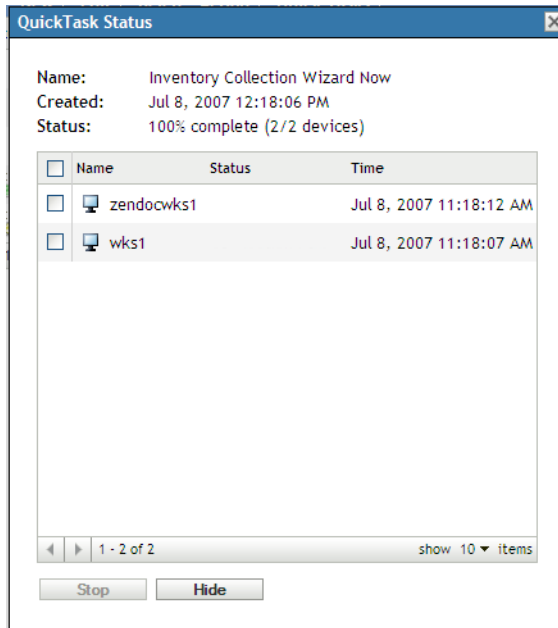 QuickTask Status
Name: Inventory Collection Wizard Now
Created: Jul 8, 2007 12:18:06 PM
Status: 100% complete (2/2 devices)
Name Status Time
zendocwks1 Jul 8, 2007 11:18:12 AM
wks1 Jul 8, 2007 11:18:07 AM
1 - 2 of 2 show 10 items
Stop Hide